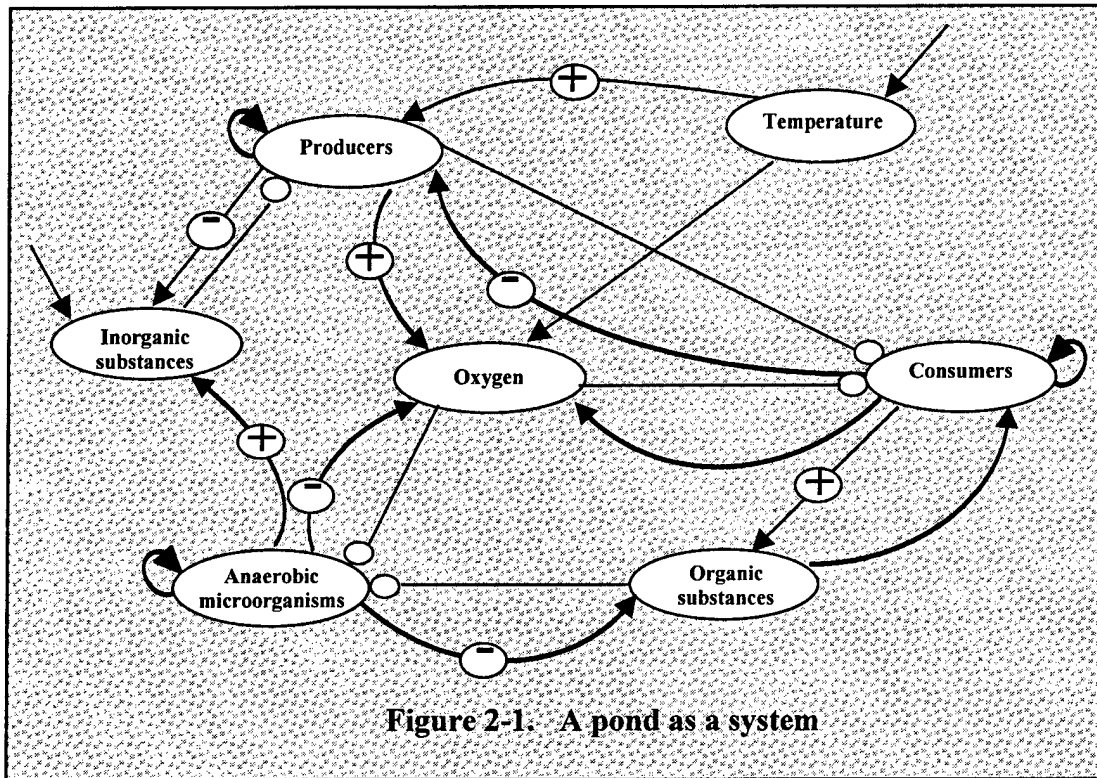 +
Temperature
Producers
-
+
-
Inorganic
substances
Oxygen
Consumers
+
-
+
Anaerobic
microorganisms
Organic
substances
-
Figure 2-1. A pond as a system